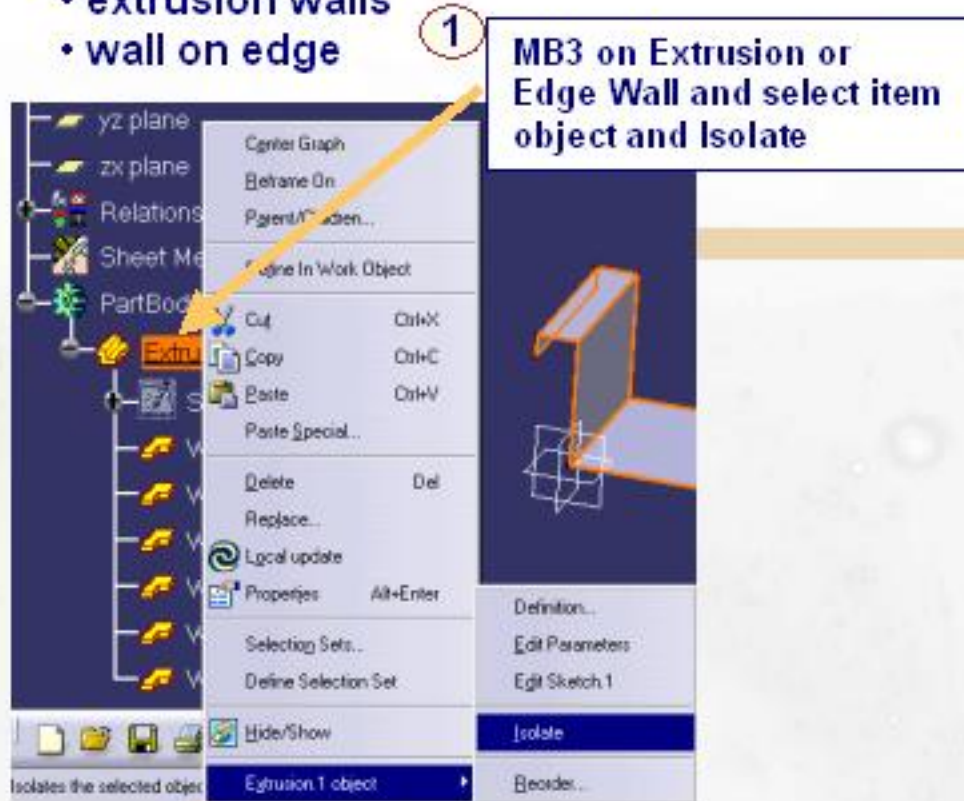 • extrusion walls
• wall on edge
1
MB3 on Extrusion or
Edge Wall and select item
object and Isolate
yz plane
zx plane
Relations
Sheet Me
PartBod
Extru
S
W
W
W
W
W
W
Center Graph
Reframe On
Parent/Children...
Define In Work Object
Cut Ctrl+X
Copy Ctrl+C
Paste Ctrl+V
Paste Special...
Delete Del
Replace...
Local update
Properties Alt+Enter
Selection Sets...
Define Selection Set
Hide/Show
Extrusion.1 object
Definition...
Edit Parameters
Edit Sketch.1
Isolate
Reorder...
Isolates the selected objec